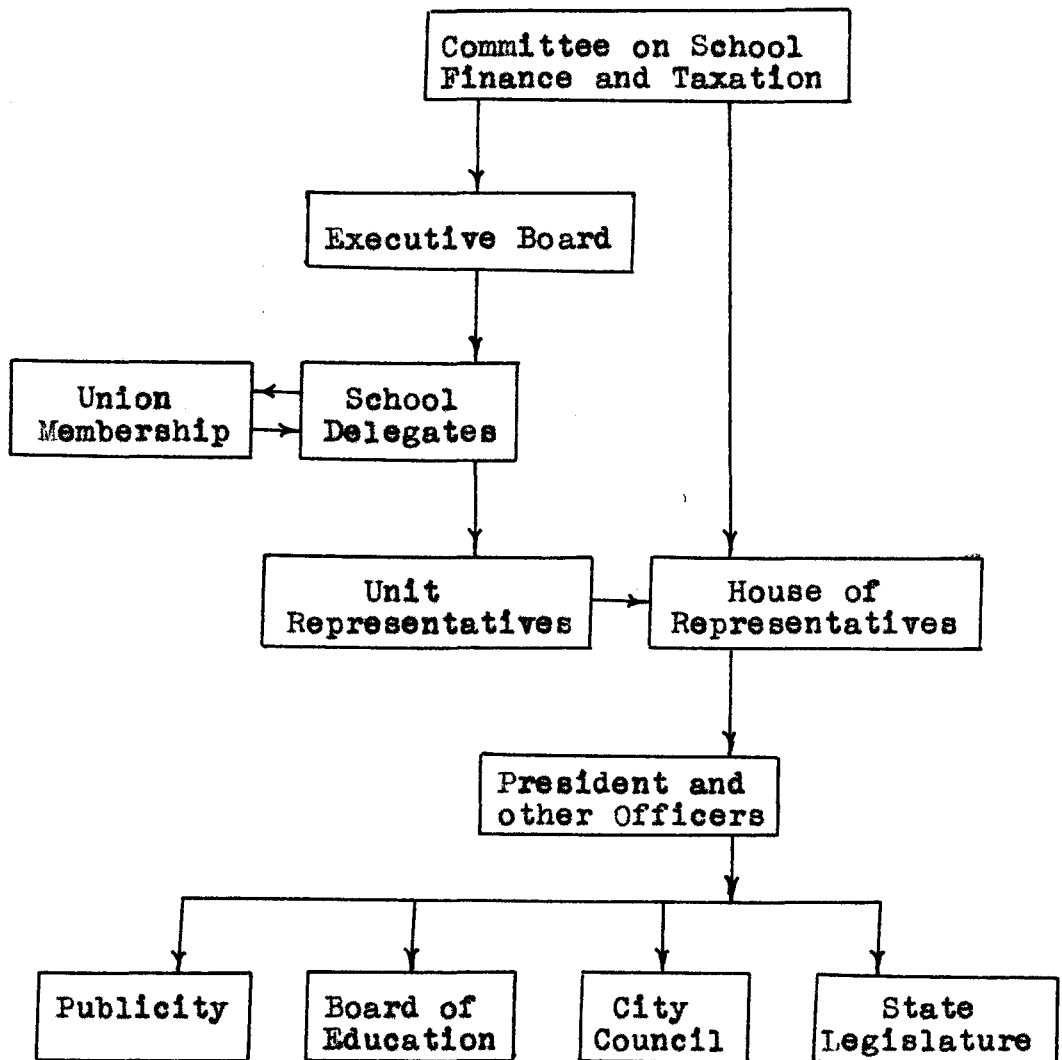 Committee on School
Finance and Taxation
Executive Board
Union
Membership
School
Delegates
Unit
Representatives
House of
Representatives
President and
other Officers
Publicity
Board of
Education
City
Council
State
Legislature